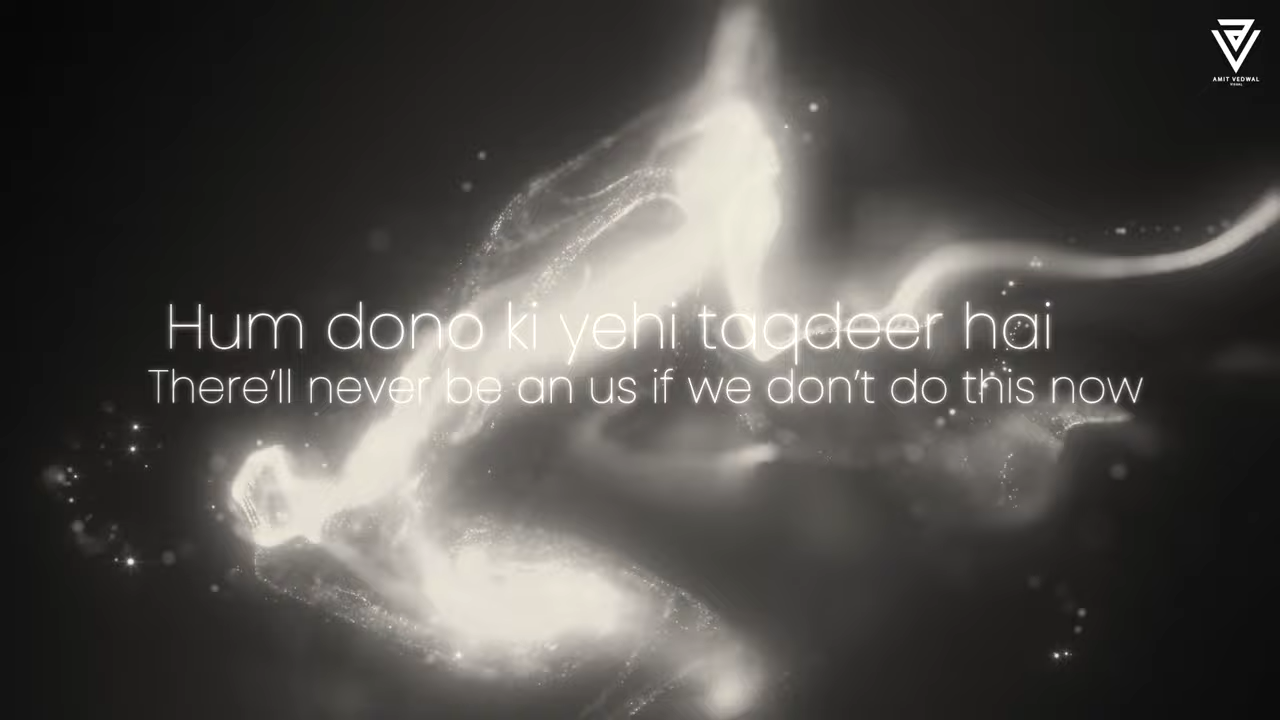 AMIT VEDWAL
Hum dono ki yehi taqdeer hai
There'll never be an us if we don't do this now